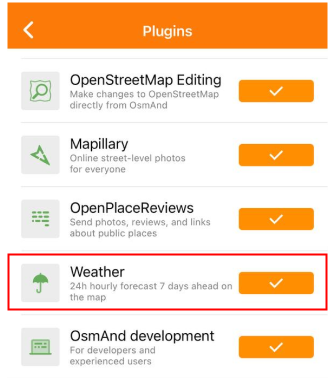 Plugins
OpenStreetMap Editing
Make changes to OpenStreetMap
directly from OsmAnd
Mapillary
Online street-level photos
for everyone
OpenPlaceReviews
Send photos, reviews, and links
about public places
Weather
24h hourly forecast 7 days ahead on
the map
OsmAnd development
For developers and
experienced users